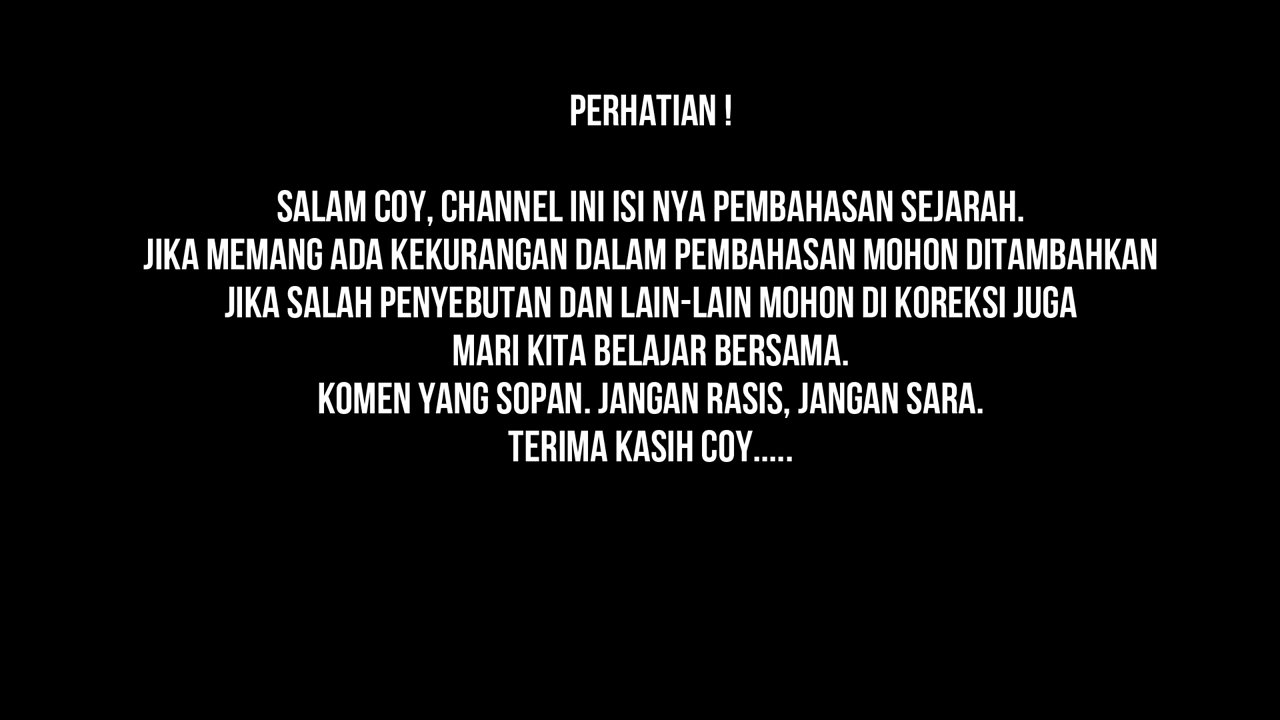 PERHATIAN !
SALAM COY, CHANNEL INI ISI NYA PEMBAHASAN SEJARAH.
JIKA MEMANG ADA KEKURANGAN DALAM PEMBAHASAN MOHON DITAMBAHKAN
JIKA SALAH PENYEBUTAN DAN LAIN-LAIN MOHON DI KOREKSI JUGA
MARI KITA BELAJAR BERSAMA.
KOMEN YANG SOPAN. JANGAN RASIS, JANGAN SARA.
TERIMA KASIH COY.....